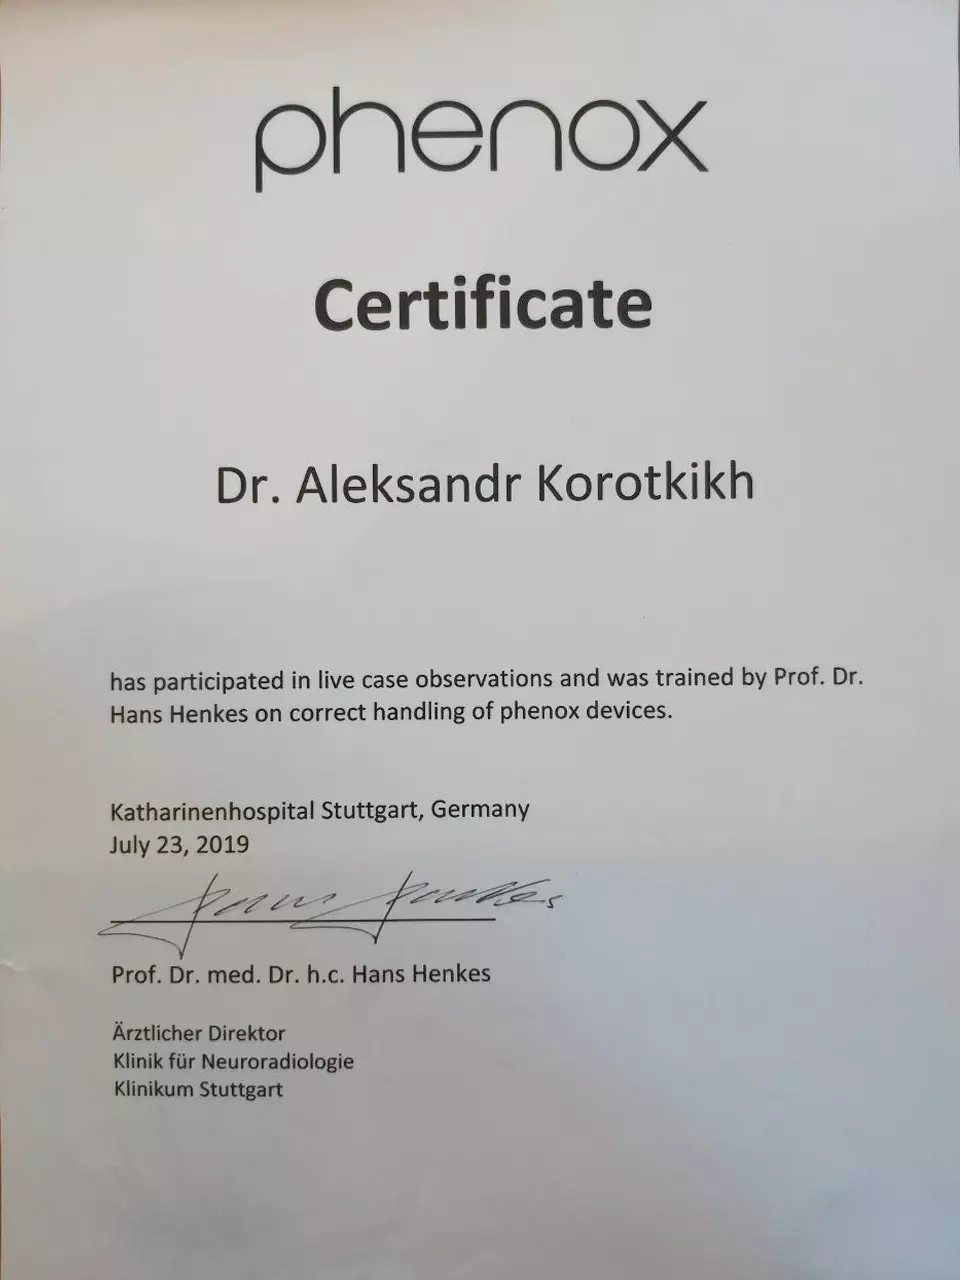 phenox
Certificate
Dr. Aleksandr Korotkikh
has participated in live case observations and was trained by Prof. Dr.
Hans Henkes on correct handling of phenox devices.
Katharinenhospital Stuttgart, Germany
July 23, 2019
Hans Henkes
Prof. Dr. med. Dr. h.c. Hans Henkes
Ärztlicher Direktor
Klinik für Neuroradiologie
Klinikum Stuttgart